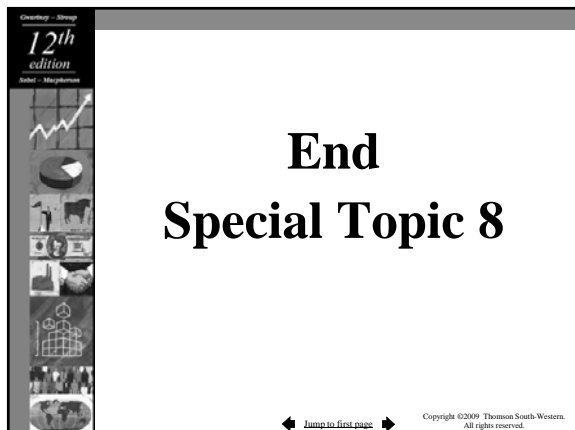 Gwartney – Stroup
12th
edition
Sobel – Macpherson
End
Special Topic 8
Jump to first page
Copyright ©2009 Thomson South-Western.
All rights reserved.